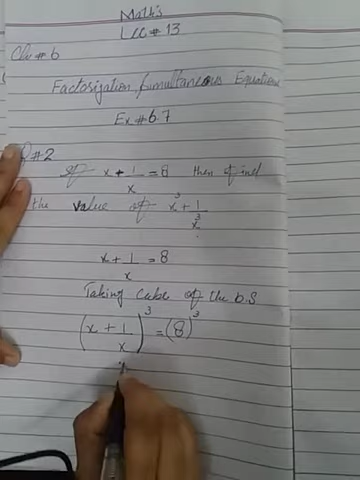 Math's
Lec # 13
Ch # 6
Factorization, Simultaneous Equations
Ex # 6.7
Q # 2
If x + 1/x = 8 then find
the value of x³ + 1/x³
x + 1/x = 8
Taking cube of the b.S
(x + 1/x)³ = (8)³